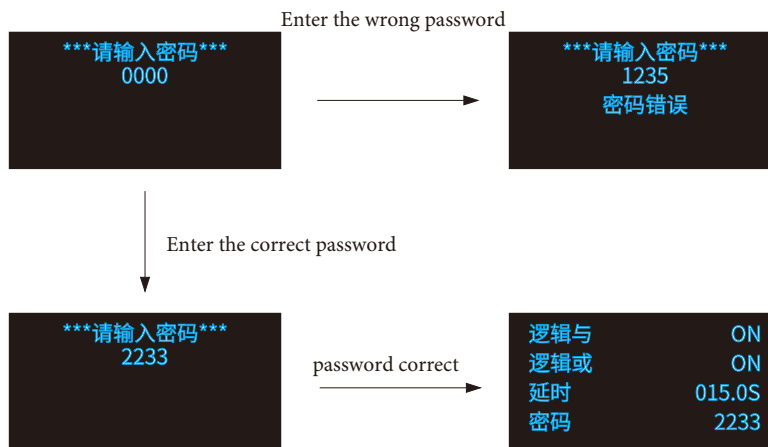 Enter the wrong password
***请输入密码***
0000
***请输入密码***
1235
密码错误
Enter the correct password
***请输入密码***
2233
password correct
逻辑与 ON
逻辑或 ON
延时 015.0S
密码 2233